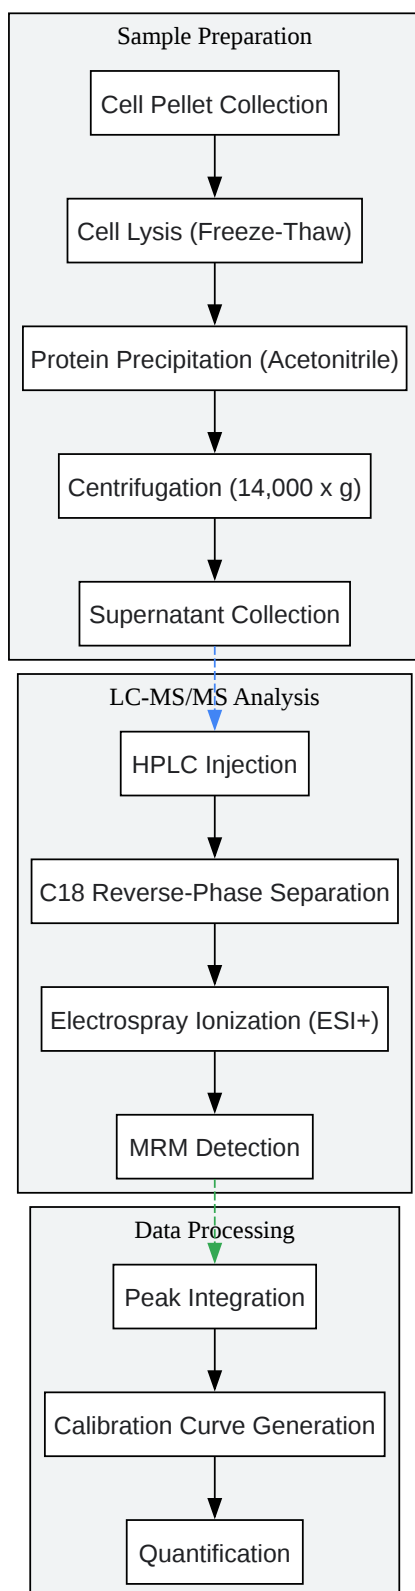 Sample Preparation
Cell Pellet Collection
Cell Lysis (Freeze-Thaw)
Protein Precipitation (Acetonitrile)
Centrifugation (14,000 x g)
Supernatant Collection
LC-MS/MS Analysis
HPLC Injection
C18 Reverse-Phase Separation
Electrospray Ionization (ESI+)
MRM Detection
Data Processing
Peak Integration
Calibration Curve Generation
Quantification